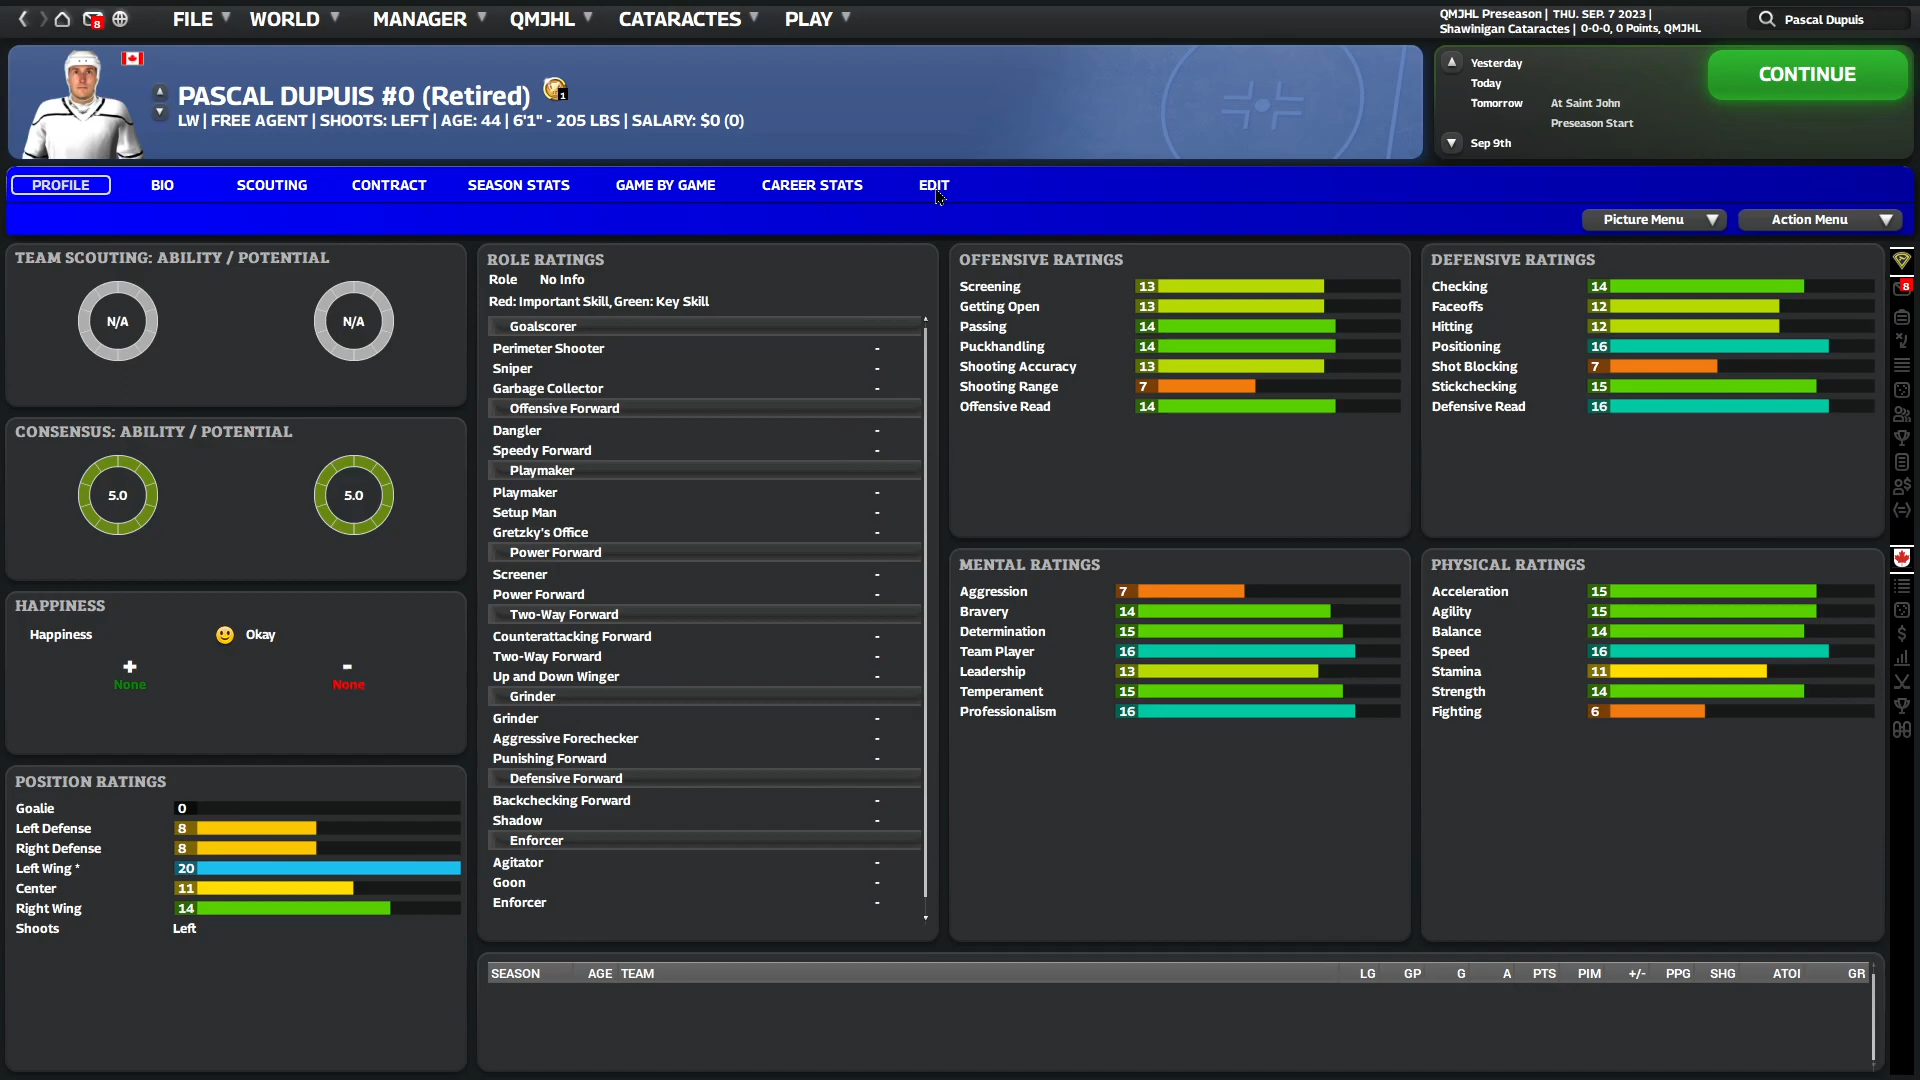 FILE WORLD MANAGER QMJHL CATARACTES PLAY
8
QMJHL Preseason | THU. SEP. 7 2023 |
Shawinigan Cataractes | 0-0-0, 0 Points, QMJHL
Pascal Dupuis
PASCAL DUPUIS #0 (Retired)
1
LW | FREE AGENT | SHOOTS: LEFT | AGE: 44 | 6'1" - 205 LBS | SALARY: $0 (0)
Yesterday
Today
Tomorrow At Saint John
Preseason Start
Sep 9th
CONTINUE
PROFILE BIO SCOUTING CONTRACT SEASON STATS GAME BY GAME CAREER STATS EDIT
Picture Menu Action Menu
TEAM SCOUTING: ABILITY / POTENTIAL
N/A N/A
CONSENSUS: ABILITY / POTENTIAL
5.0 5.0
HAPPINESS
Happiness Okay
+ -
None None
POSITION RATINGS
Goalie 0
Left Defense 8
Right Defense 8
Left Wing * 20
Center 11
Right Wing 14
Shoots Left
ROLE RATINGS
Role No Info
Red: Important Skill, Green: Key Skill
Goalscorer
Perimeter Shooter -
Sniper -
Garbage Collector -
Offensive Forward
Dangler -
Speedy Forward -
Playmaker
Playmaker -
Setup Man -
Gretzky's Office -
Power Forward
Screener -
Power Forward -
Two-Way Forward
Counterattacking Forward -
Two-Way Forward -
Up and Down Winger -
Grinder
Grinder -
Aggressive Forechecker -
Punishing Forward -
Defensive Forward
Backchecking Forward -
Shadow -
Enforcer
Agitator -
Goon -
Enforcer -
OFFENSIVE RATINGS
Screening 13
Getting Open 13
Passing 14
Puckhandling 14
Shooting Accuracy 13
Shooting Range 7
Offensive Read 14
DEFENSIVE RATINGS
Checking 14
Faceoffs 12
Hitting 12
Positioning 16
Shot Blocking 7
Stickchecking 15
Defensive Read 16
MENTAL RATINGS
Aggression 7
Bravery 14
Determination 15
Team Player 16
Leadership 13
Temperament 15
Professionalism 16
PHYSICAL RATINGS
Acceleration 15
Agility 15
Balance 14
Speed 16
Stamina 11
Strength 14
Fighting 6
SEASON AGE TEAM LG GP G A PTS PIM +/- PPG SHG ATOI GR
8